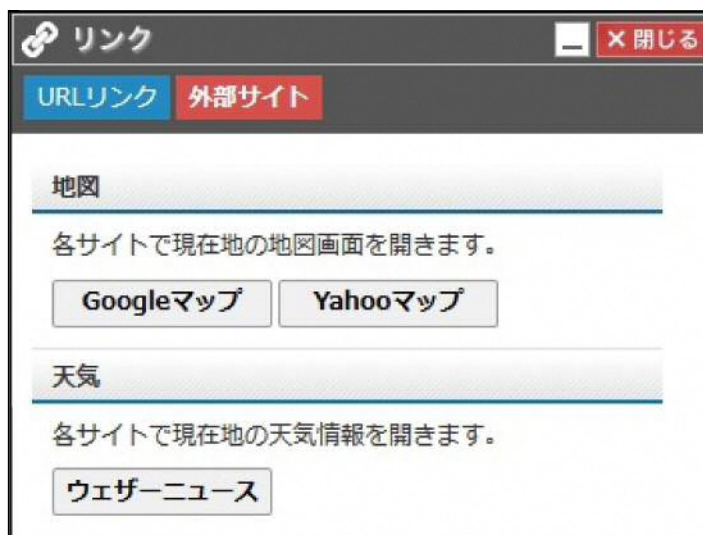 リンク
× 閉じる
URLリンク 外部サイト
地図
各サイトで現在地の地図画面を開きます。
Googleマップ Yahooマップ
天気
各サイトで現在地の天気情報を開きます。
ウェザーニュース